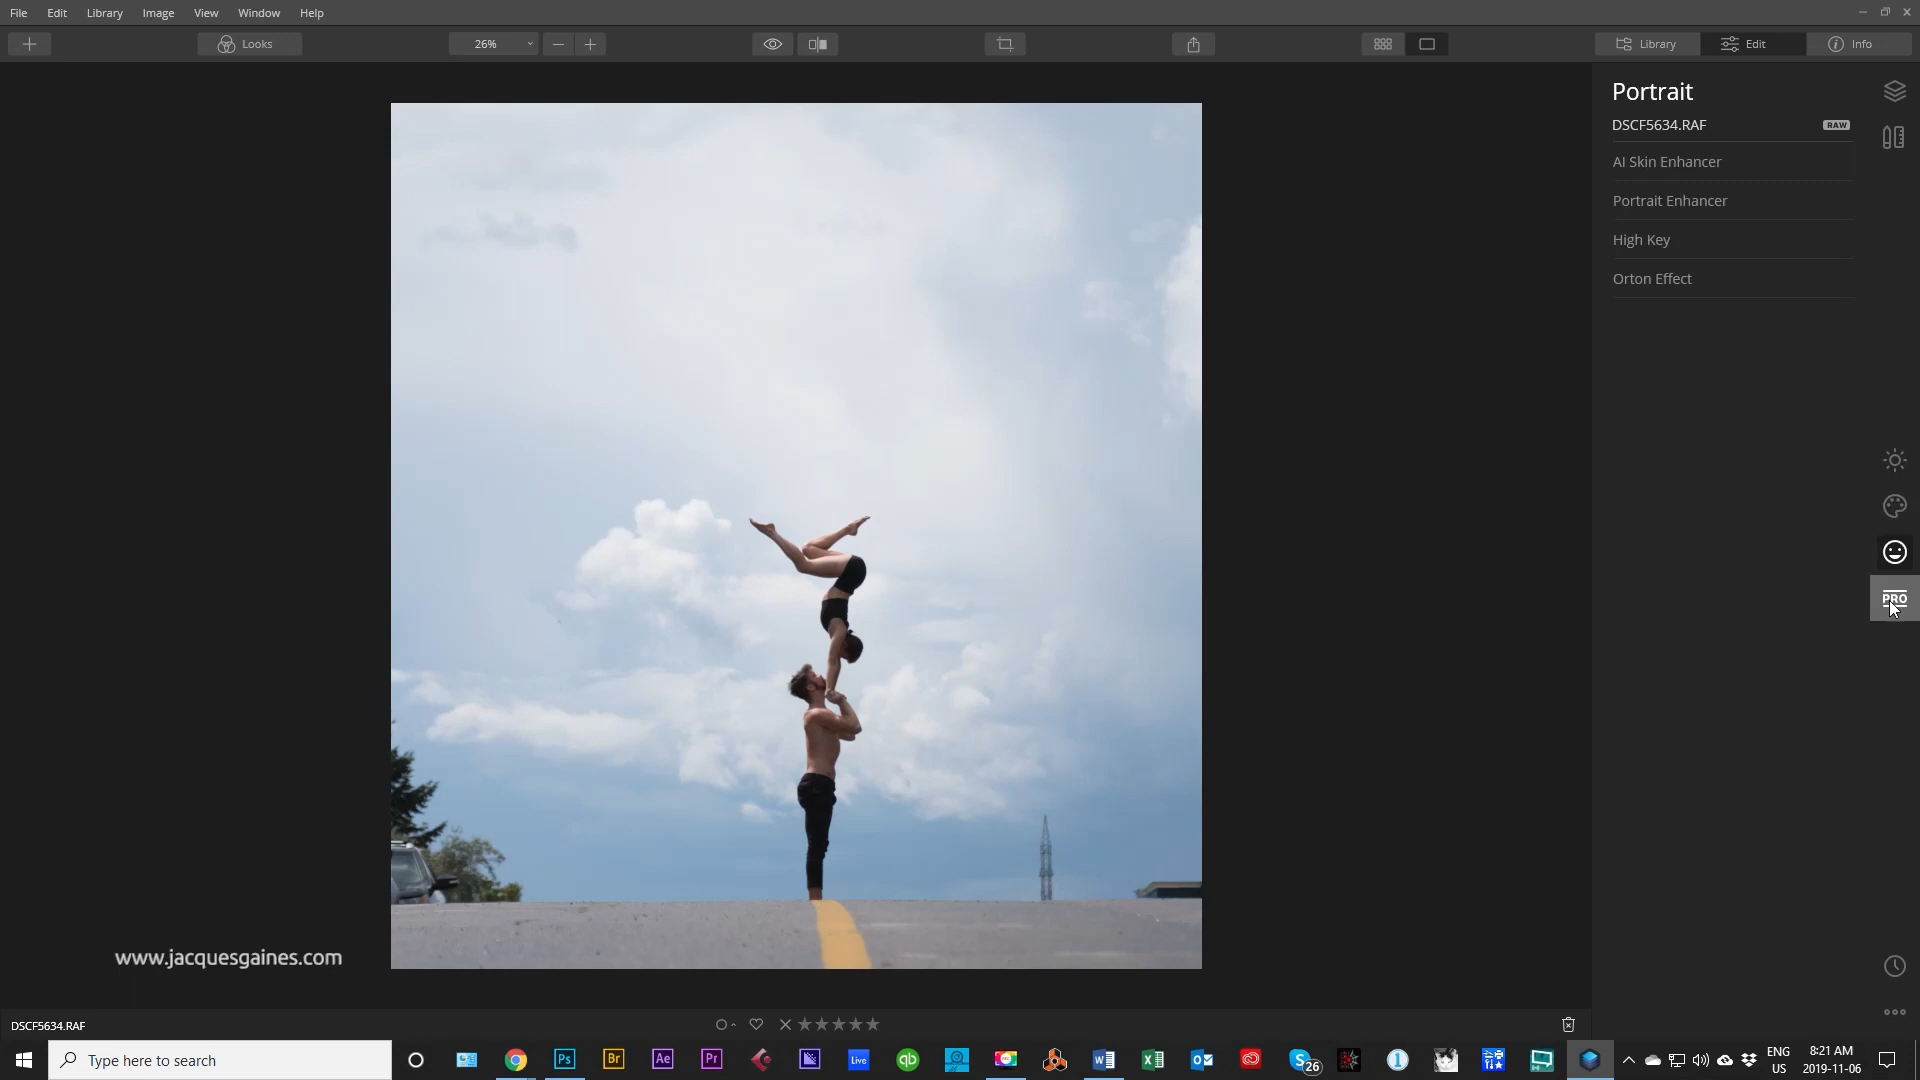 File Edit Library Image View Window Help
Looks 26% Library Edit Info
Portrait
DSCF5634.RAF RAW
AI Skin Enhancer
Portrait Enhancer
High Key
Orton Effect
PRO
www.jacquesgaines.com
DSCF5634.RAF
Type here to search Ps Br Ae Pr Live qb 26 ENG 8:21 AM
US 2019-11-06